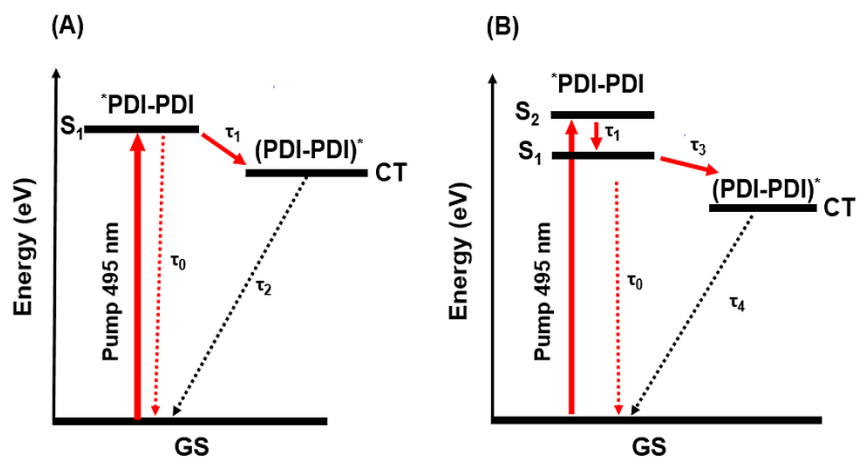 (A)
*PDI-PDI
S₁
τ₁
(PDI-PDI)*
CT
Energy (eV)
Pump 495 nm
τ₀
τ₂
GS
(B)
*PDI-PDI
S₂
τ₁
S₁
τ₃
(PDI-PDI)*
CT
Energy (eV)
Pump 495 nm
τ₀
τ₄
GS